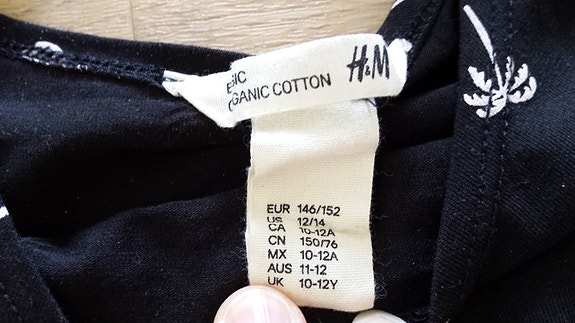 H&M
GANIC COTTON
EUR 146/152
US 12/14
CA 10-12A
CN 150/76
MX 10-12A
AUS 11-12
UK 10-12Y